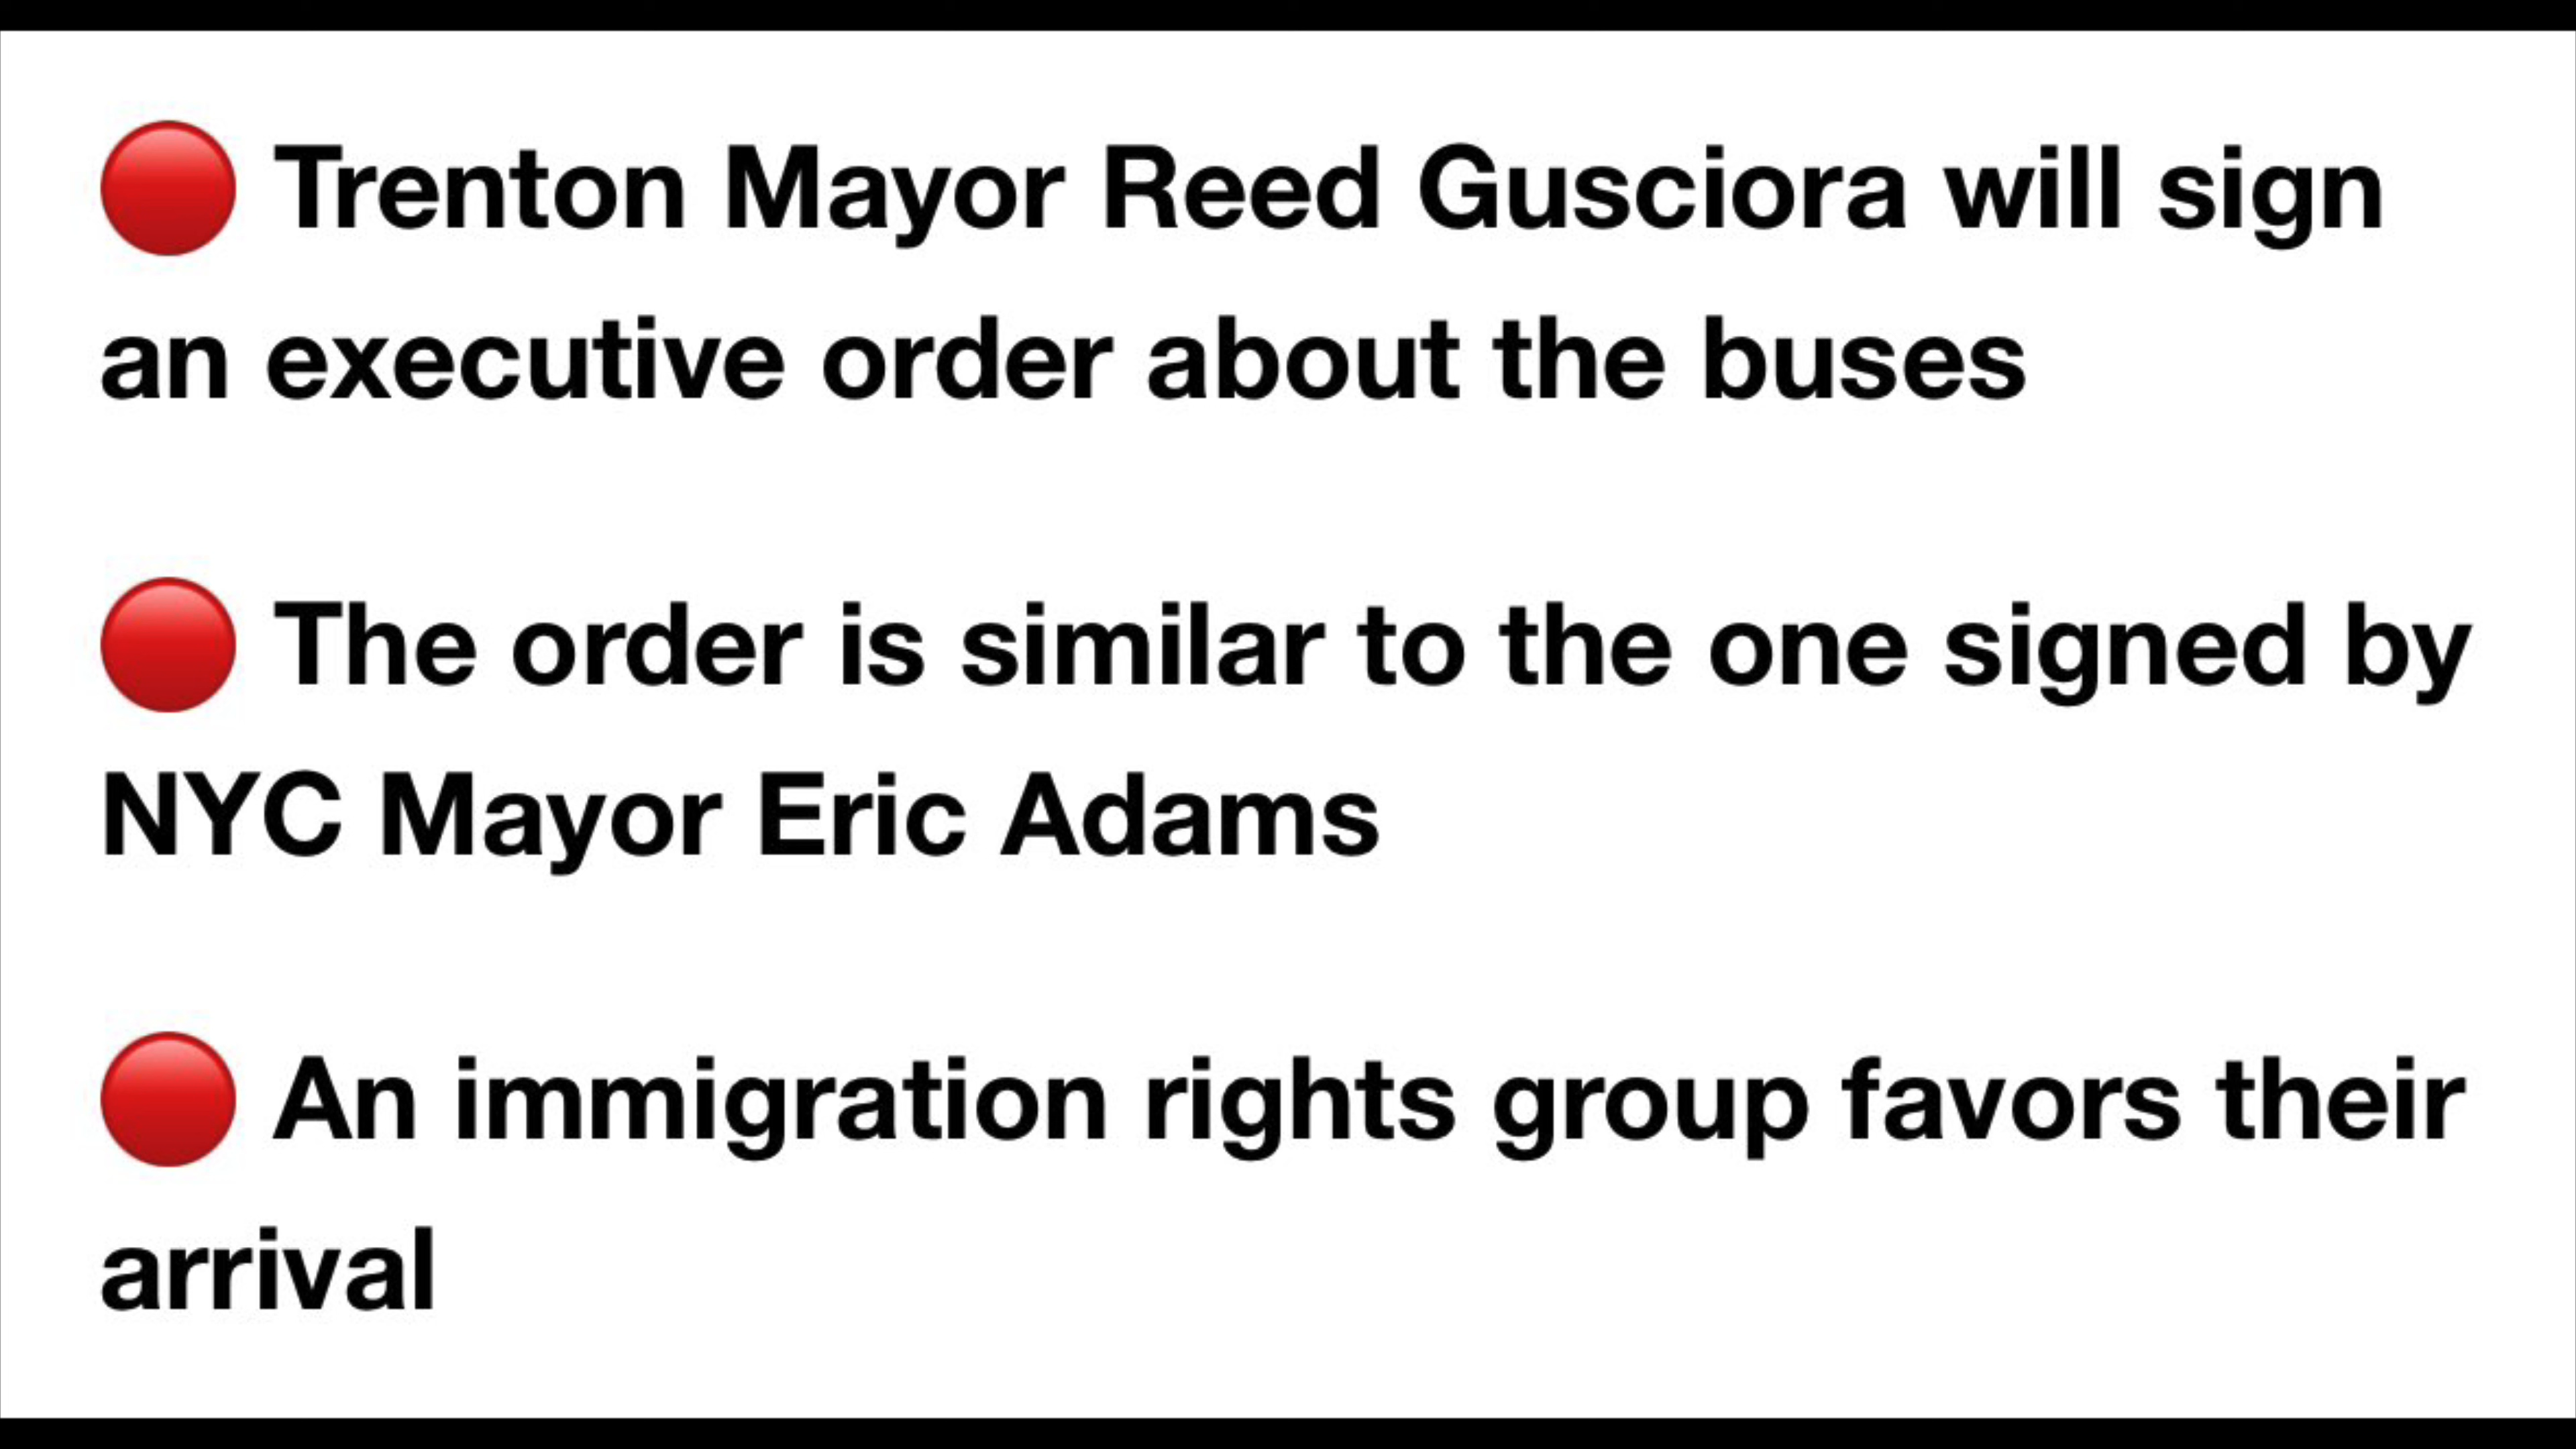 🔴 Trenton Mayor Reed Gusciora will sign
an executive order about the buses
🔴 The order is similar to the one signed by
NYC Mayor Eric Adams
🔴 An immigration rights group favors their
arrival